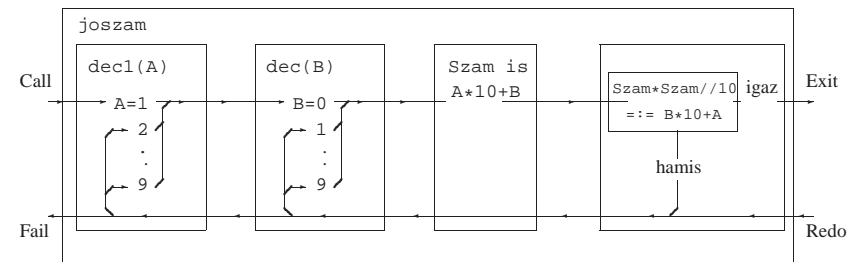 joszam
dec1(A)
dec(B)
Szam is
A*10+B
Call
A=1
2
.
.
9
B=0
1
.
.
9
Szam*Szam//10
=:= B*10+A
igaz
Exit
hamis
Fail
Redo